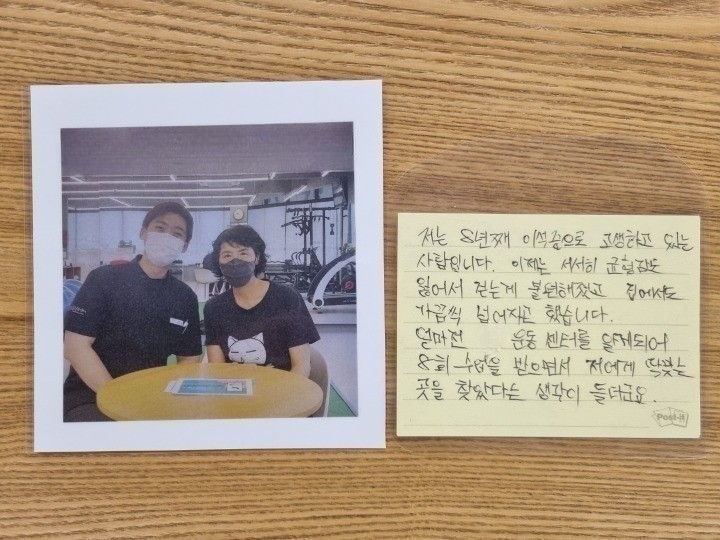 저는 8년째 이석증으로 고생하고 있는
사람입니다. 이제는 서서히 균형감도
잃어서 걷는게 불편해졌고 집에서도
가끔씩 넘어지곤 했습니다.
얼마전 운동 센터를 알게되어
8회 수업을 받으면서 저에게 딱맞는
곳을 찾았다는 생각이 들더군요.
Post-it